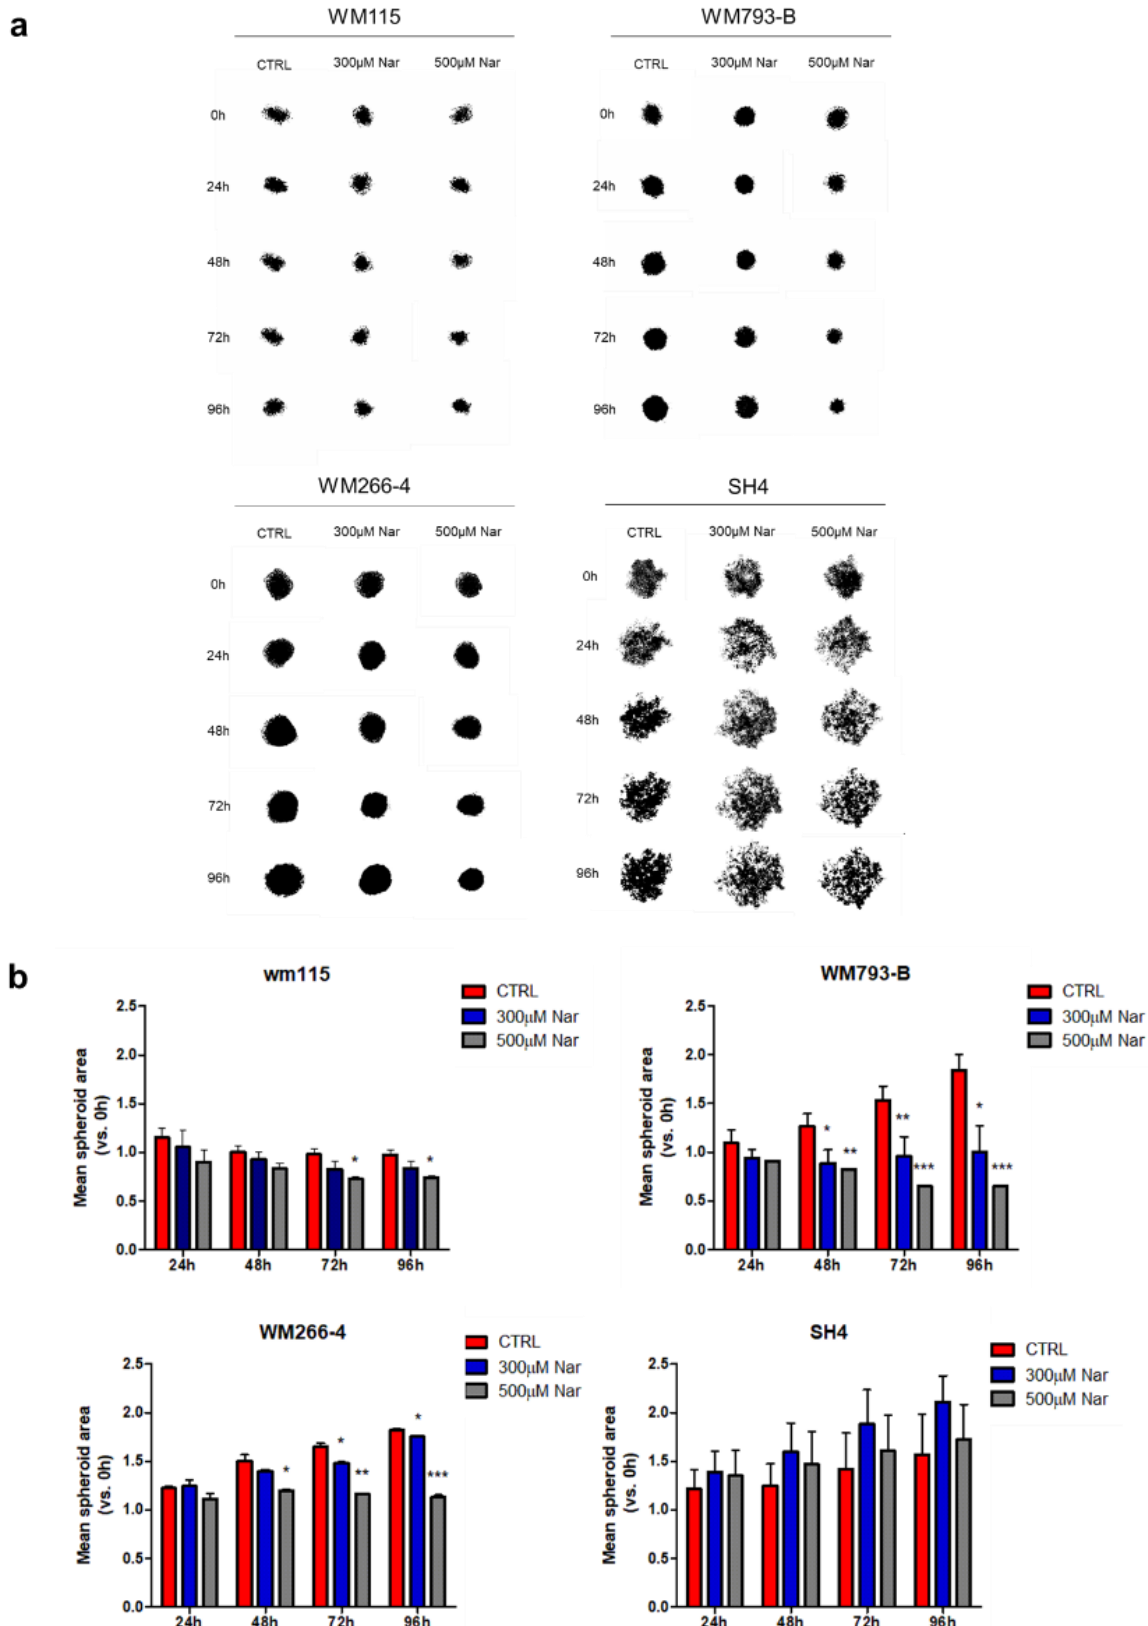 a
WM115
CTRL 300µM Nar 500µM Nar
0h
24h
48h
72h
96h
WM793-B
CTRL 300µM Nar 500µM Nar
0h
24h
48h
72h
96h
WM266-4
CTRL 300µM Nar 500µM Nar
0h
24h
48h
72h
96h
SH4
CTRL 300µM Nar 500µM Nar
0h
24h
48h
72h
96h
b
wm115
CTRL
300µM Nar
500µM Nar
Mean spheroid area
(vs. 0h)
2.5
2.0
1.5
1.0
0.5
0.0
* *
24h 48h 72h 96h
WM793-B
CTRL
300µM Nar
500µM Nar
Mean spheroid area
(vs. 0h)
2.5
2.0
1.5
1.0
0.5
0.0
* ** ** *** * ***
24h 48h 72h 96h
WM266-4
CTRL
300µM Nar
500µM Nar
Mean spheroid area
(vs. 0h)
2.5
2.0
1.5
1.0
0.5
0.0
* * ** * ***
24h 48h 72h 96h
SH4
CTRL
300µM Nar
500µM Nar
Mean spheroid area
(vs. 0h)
2.5
2.0
1.5
1.0
0.5
0.0
24h 48h 72h 96h